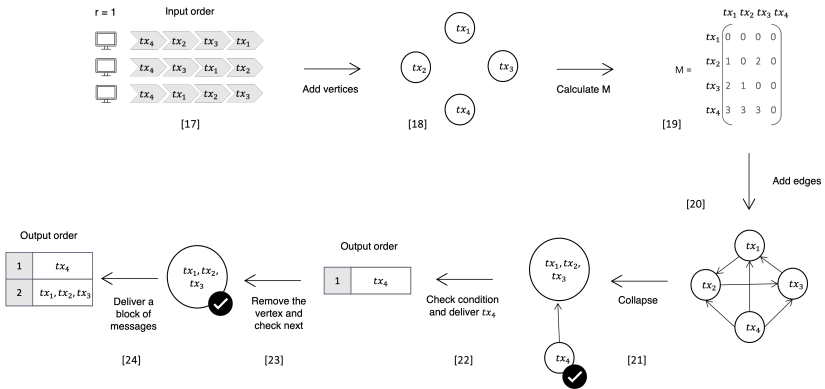 r = 1 Input order
tx4 tx2 tx3 tx1
tx4 tx3 tx1 tx2
tx4 tx1 tx2 tx3
[17]
Add vertices
tx1
tx2 tx3
tx4
[18]
Calculate M
tx1 tx2 tx3 tx4
tx1 0 0 0 0
tx2 1 0 2 0
M =
tx3 2 1 0 0
tx4 3 3 3 0
[19]
Add edges
[20]
tx1
tx2 tx3
tx4
Collapse
[21]
tx1, tx2,
tx3
tx4
Check condition
and deliver tx4
[22]
Output order
1 tx4
Remove the
vertex and
check next
[23]
tx1, tx2,
tx3
Deliver a
block of
messages
[24]
Output order
1 tx4
2 tx1, tx2, tx3